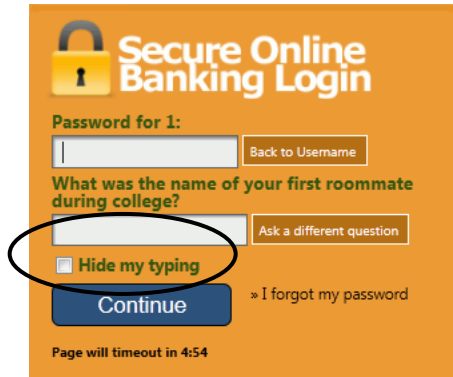 Secure Online
Banking Login
Password for 1:
Back to Username
What was the name of your first roommate
during college?
Ask a different question
Hide my typing
Continue
» I forgot my password
Page will timeout in 4:54